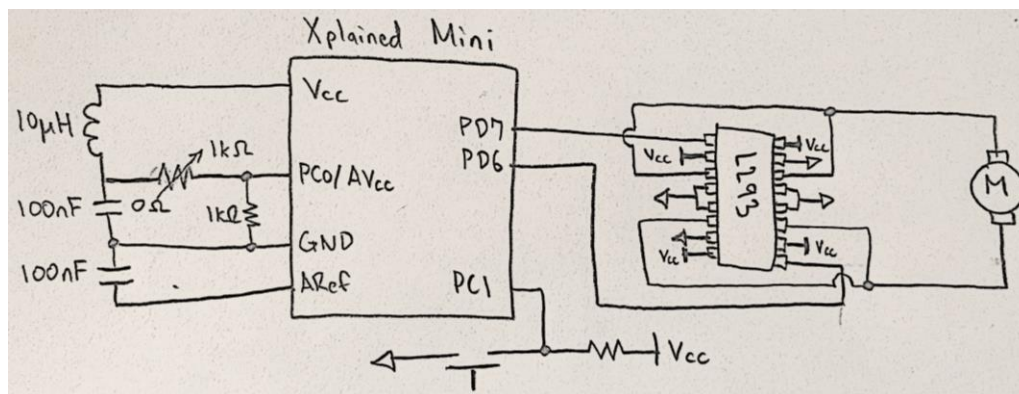 Xplained Mini
Vcc
10μH
PD7
PD6
1kΩ
0Ω
PC0/AVcc
100nF
1kΩ
GND
100nF
ARef
PC1
Vcc
L293
Vcc
Vcc
Vcc
Vcc
M